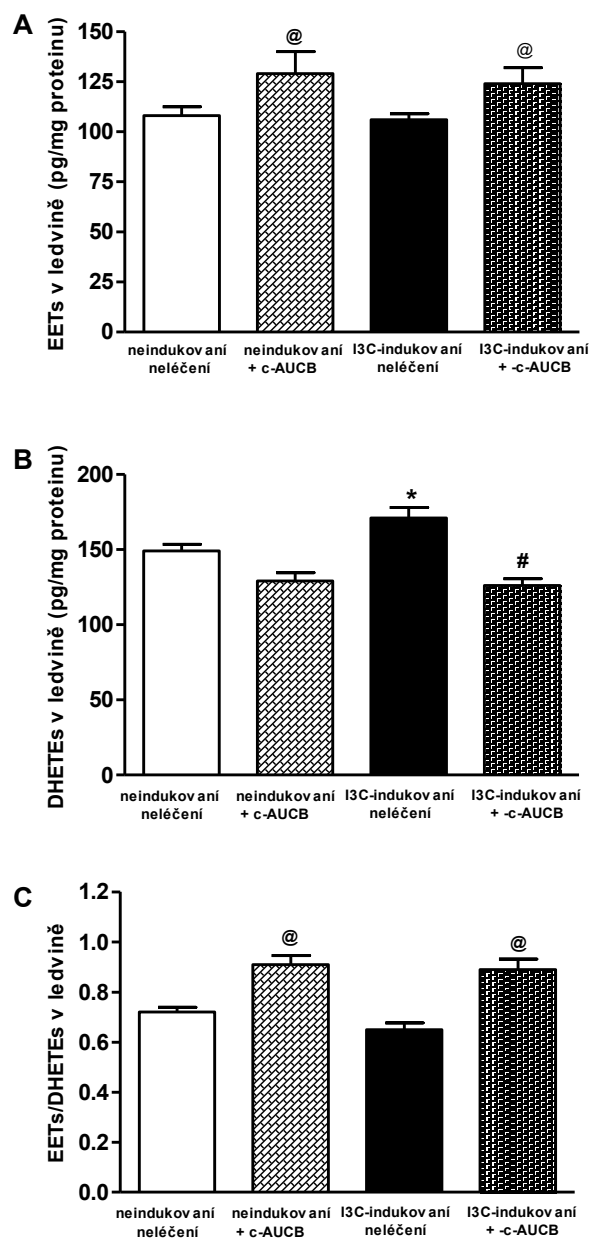 A
EETs v ledvině (pg/mg proteinu)
150
125
100
75
50
25
0
@
@
neindukovaní
neléčení
neindukovaní
+ c-AUCB
I3C-indukovaní
neléčení
I3C-indukovaní
+ -c-AUCB
B
DHETEs v ledvině (pg/mg proteinu)
200
150
100
50
0
*
#
neindukovaní
neléčení
neindukovaní
+ c-AUCB
I3C-indukovaní
neléčení
I3C-indukovaní
+ -c-AUCB
C
EETs/DHETEs v ledvině
1.2
1.0
0.8
0.6
0.4
0.2
0.0
@
@
neindukovaní
neléčení
neindukovaní
+ c-AUCB
I3C-indukovaní
neléčení
I3C-indukovaní
+ -c-AUCB